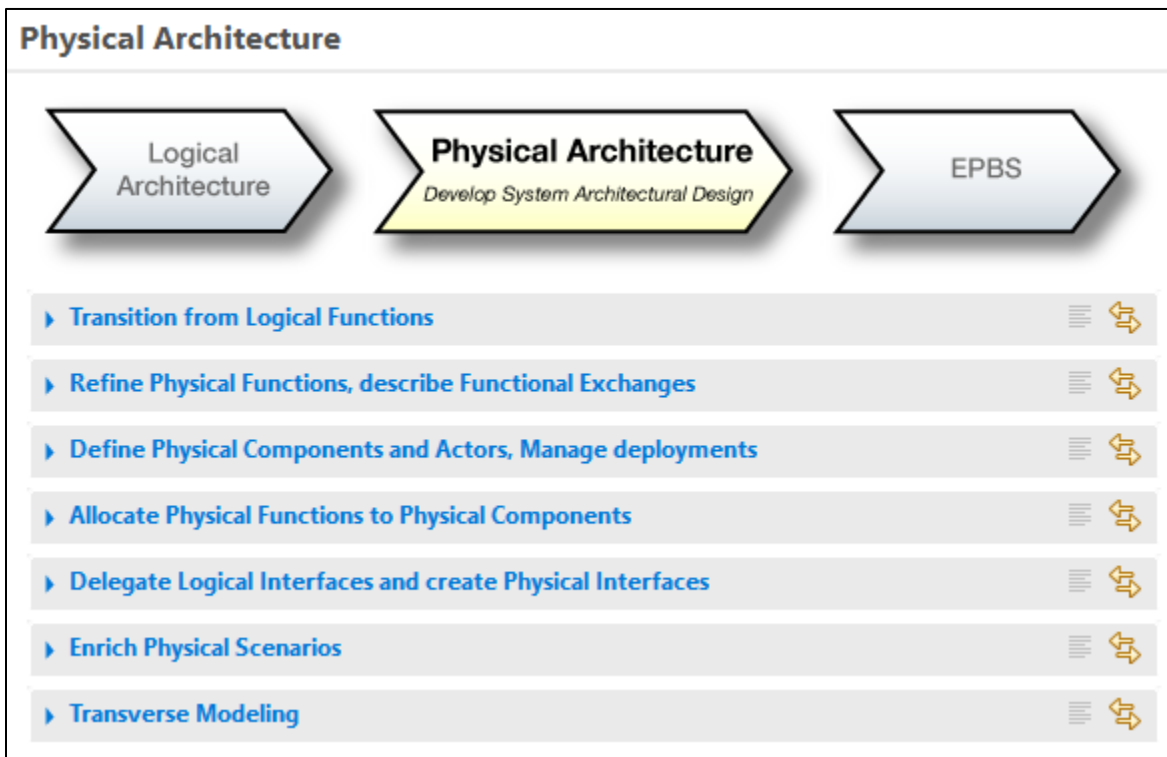 Physical Architecture
Logical
Architecture
Physical Architecture
Develop System Architectural Design
EPBS
Transition from Logical Functions
Refine Physical Functions, describe Functional Exchanges
Define Physical Components and Actors, Manage deployments
Allocate Physical Functions to Physical Components
Delegate Logical Interfaces and create Physical Interfaces
Enrich Physical Scenarios
Transverse Modeling